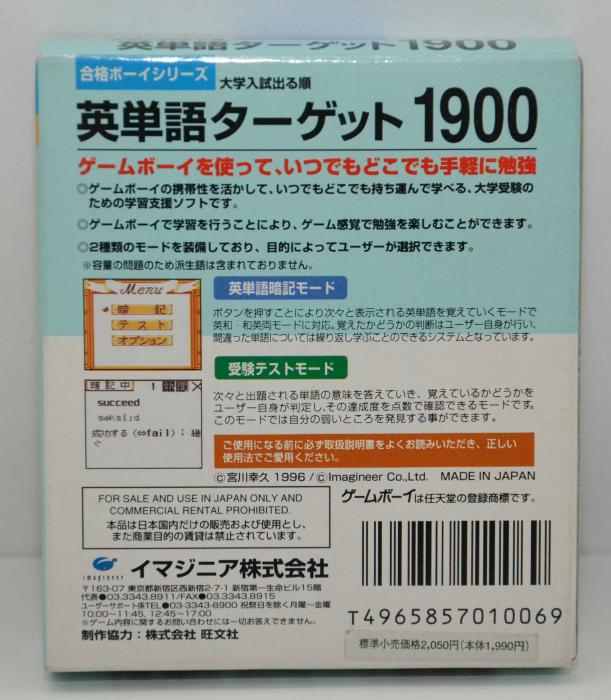 英単語ターゲット1900
合格ボーイシリーズ
大学入試出る順
英単語ターゲット1900
ゲームボーイを使って、いつでもどこでも手軽に勉強
◎ゲームボーイの携帯性を活かして、いつでもどこでも持ち運んで学べる、大学受験の
ための学習支援ソフトです。
◎ゲームボーイで学習を行うことにより、ゲーム感覚で勉強を楽しむことができます。
◎2種類のモードを装備しており、目的によってユーザーが選択できます。
※容量の問題のため派生語は含まれておりません。
Menu
暗 記
テスト
オプション
英単語暗記モード
ボタンを押すことにより次々と表示される英単語を覚えていくモードで
英和・和英両モードに対応。覚えたかどうかの判断はユーザー自身が行い、
間違った単語については繰り返し学ぶことのできるシステムとなっています。
受験テストモード
次々と出題される単語の意味を答えていき、覚えているかどうかを
ユーザー自身が判定し、その達成度を点数で確認できるモードです。
このモードでは自分の弱いところを発見する事ができます。
暗記中 1
succeed
səksíːd
成功する (⇔fail) ; 継
ぐ
ご使用になる前に必ず取扱説明書をよくお読みいただき、正しい
使用法でご愛用ください。
©宮川幸久 1996 / ©Imagineer Co.,Ltd. MADE IN JAPAN
FOR SALE AND USE IN JAPAN ONLY AND
COMMERCIAL RENTAL PROHIBITED.
本品は日本国内だけの販売および使用とし、
また商業目的の賃貸は禁止されています。
ゲームボーイは任天堂の登録商標です。
imagineer
イマジニア株式会社
〒163-07 東京都新宿区西新宿2-7-1 新宿第一生命ビル15階
代表●03.3343.8911/FAX●03.3343.8915
ユーザーサポート係TEL●03-3343-8900 祝祭日を除く月曜~金曜
10:00~11:45, 12:45~17:00
※ゲーム内容に関するお問い合わせには一切お答えできません。
制作協力:株式会社 旺文社
T4965857010069
標準小売価格2,050円(本体1,990円)